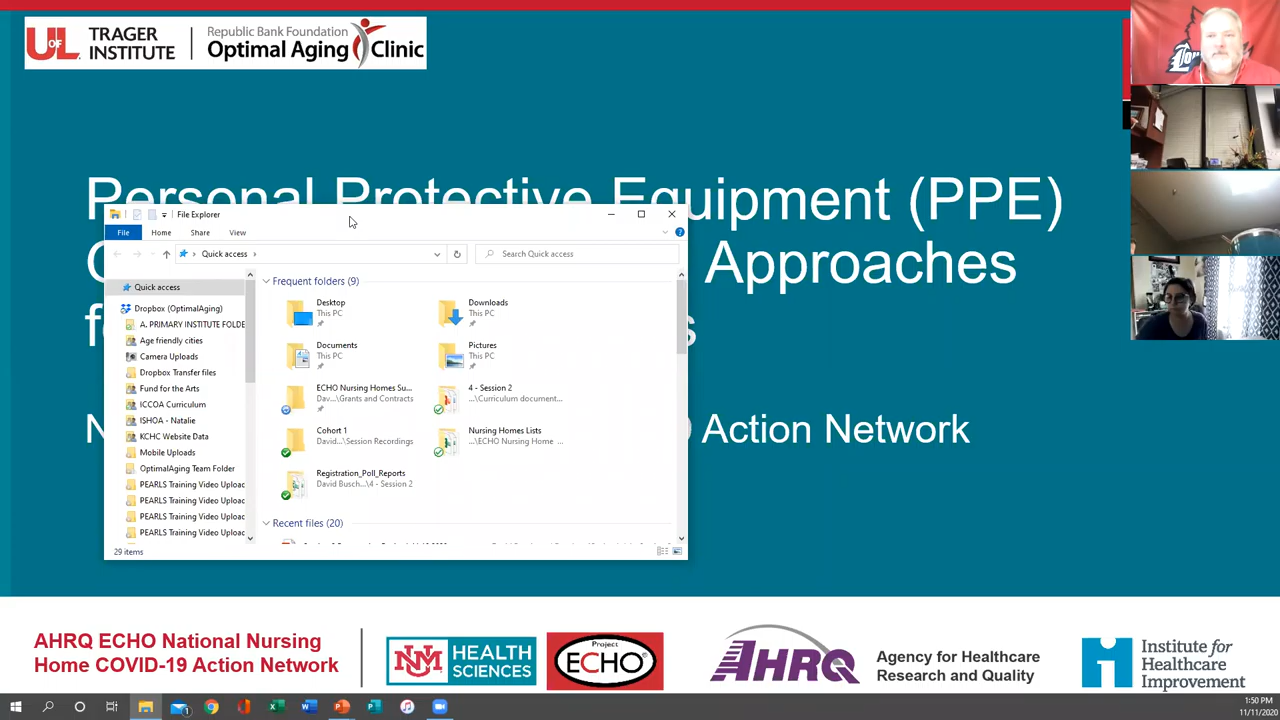 UofL TRAGER INSTITUTE
Republic Bank Foundation
Optimal Aging Clinic
Personal Protective Equipment (PPE)
Approaches
Action Network
File Explorer
File
Home
Share
View
Quick access
Search Quick access
Quick access
Dropbox (OptimalAging)
A. PRIMARY INSTITUTE FOLDE
Age friendly cities
Camera Uploads
Dropbox Transfer files
Fund for the Arts
ICCOA Curriculum
ISHOA - Natalie
KCHC Website Data
Mobile Uploads
OptimalAging Team Folder
PEARLS Training Video Upload
PEARLS Training Video Upload
PEARLS Training Video Upload
PEARLS Training Video Upload
29 items
Frequent folders (9)
Desktop
This PC
Downloads
This PC
Documents
This PC
Pictures
This PC
ECHO Nursing Homes Su...
Dav...\Grants and Contracts
4 - Session 2
...\Curriculum document...
Cohort 1
David...\Session Recordings
Nursing Homes Lists
...\ECHO Nursing Home ...
Registration_Poll_Reports
David Busch...\4 - Session 2
Recent files (20)
AHRQ ECHO National Nursing
Home COVID-19 Action Network
UNM HEALTH SCIENCES
Project
ECHO
AHRQ
Agency for Healthcare
Research and Quality
Institute for
Healthcare
Improvement
1:50 PM
11/11/2020